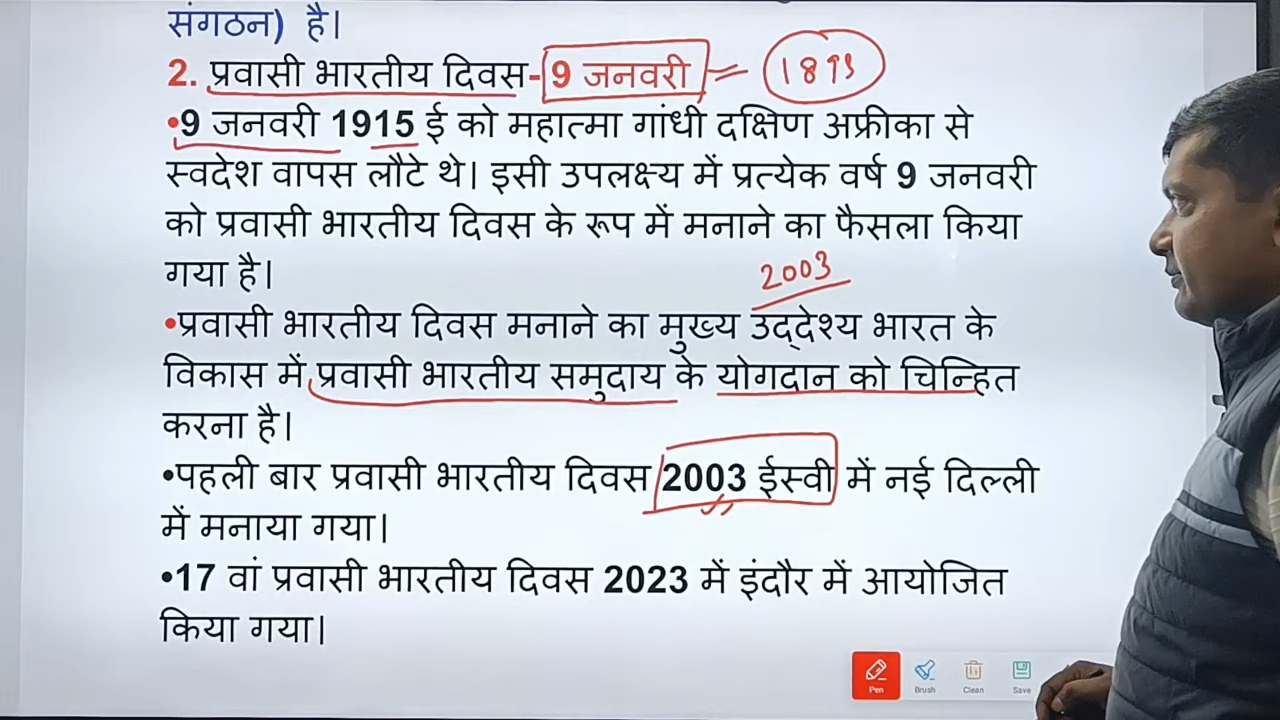 संगठन) है।
2. प्रवासी भारतीय दिवस- 9 जनवरी = 1893
•9 जनवरी 1915 ई को महात्मा गांधी दक्षिण अफ्रीका से
स्वदेश वापस लौटे थे। इसी उपलक्ष्य में प्रत्येक वर्ष 9 जनवरी
को प्रवासी भारतीय दिवस के रूप में मनाने का फैसला किया
गया है।
2003
•प्रवासी भारतीय दिवस मनाने का मुख्य उद्देश्य भारत के
विकास में प्रवासी भारतीय समुदाय के योगदान को चिन्हित
करना है।
•पहली बार प्रवासी भारतीय दिवस 2003 ईस्वी में नई दिल्ली
में मनाया गया।
•17 वां प्रवासी भारतीय दिवस 2023 में इंदौर में आयोजित
किया गया।
Pen Brush Clean Save